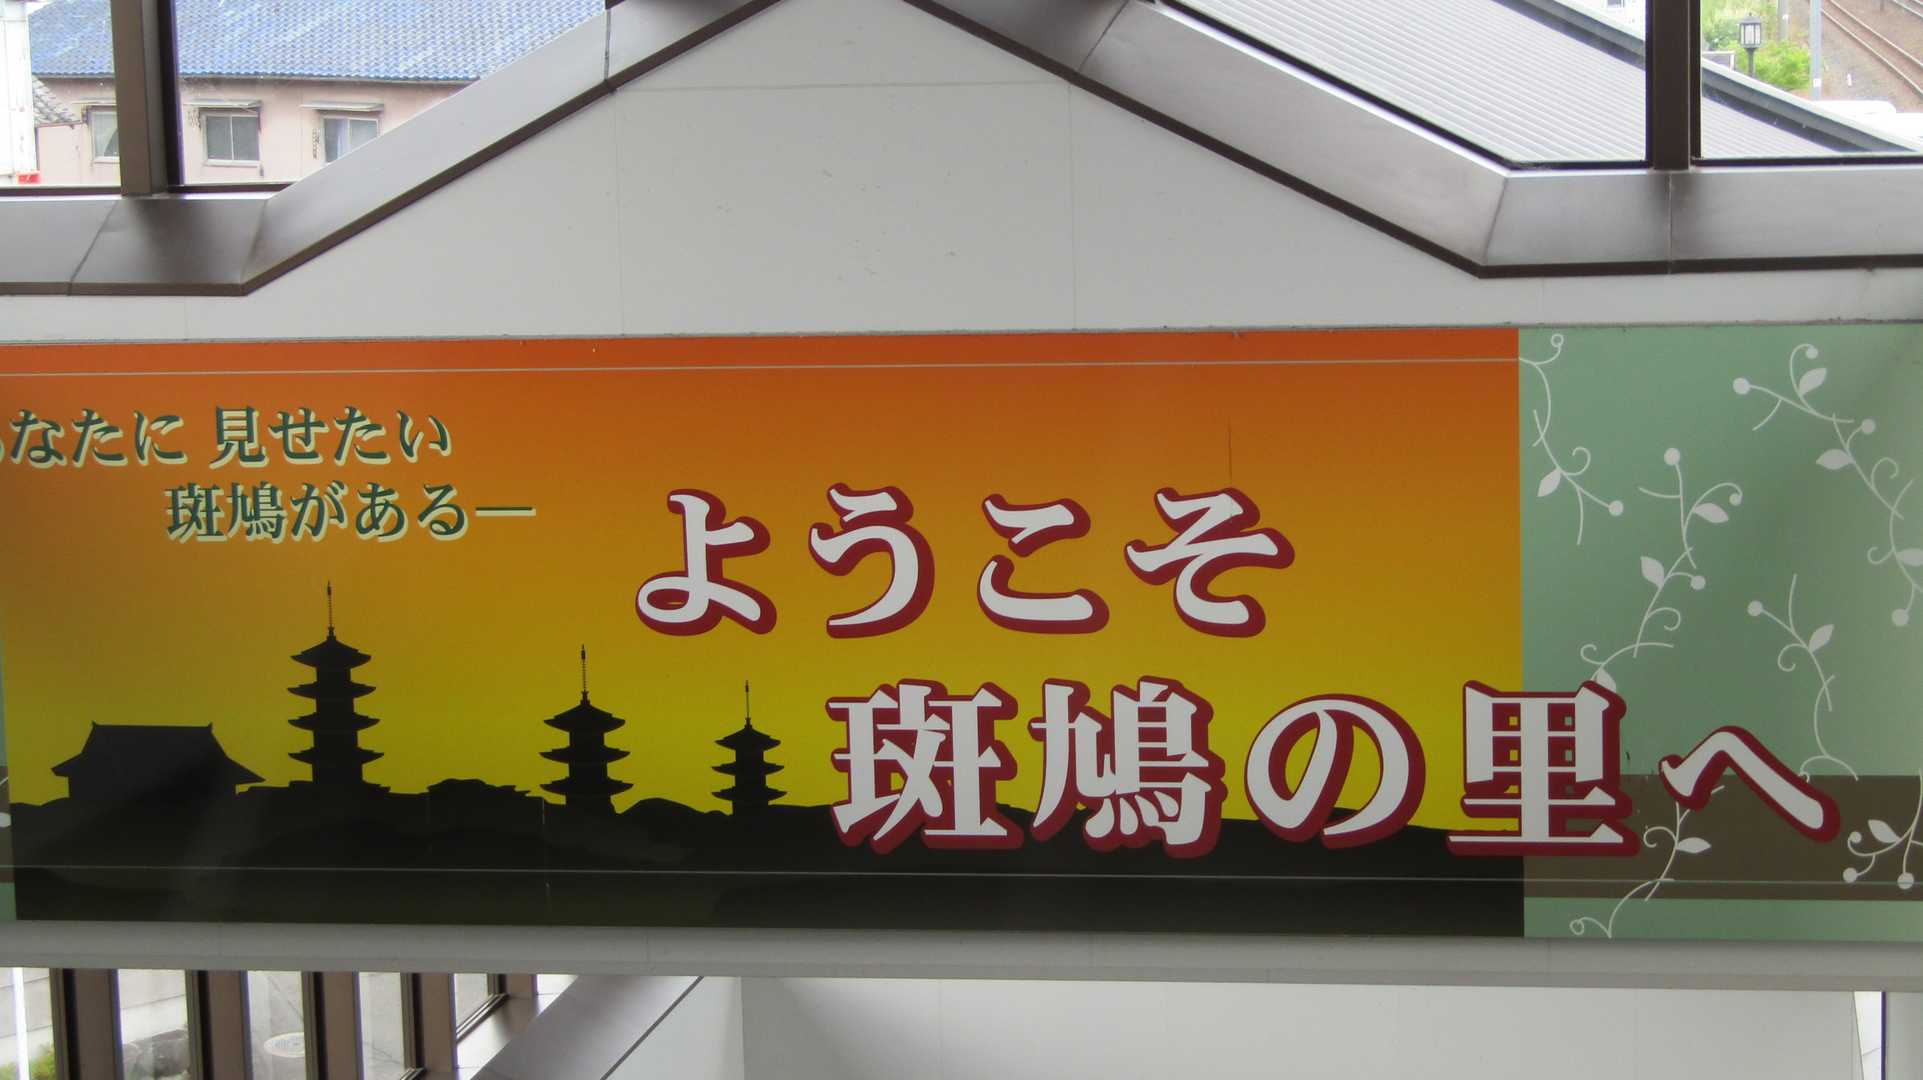 あなたに 見せたい
斑鳩がある―
ようこそ
斑鳩の里へ